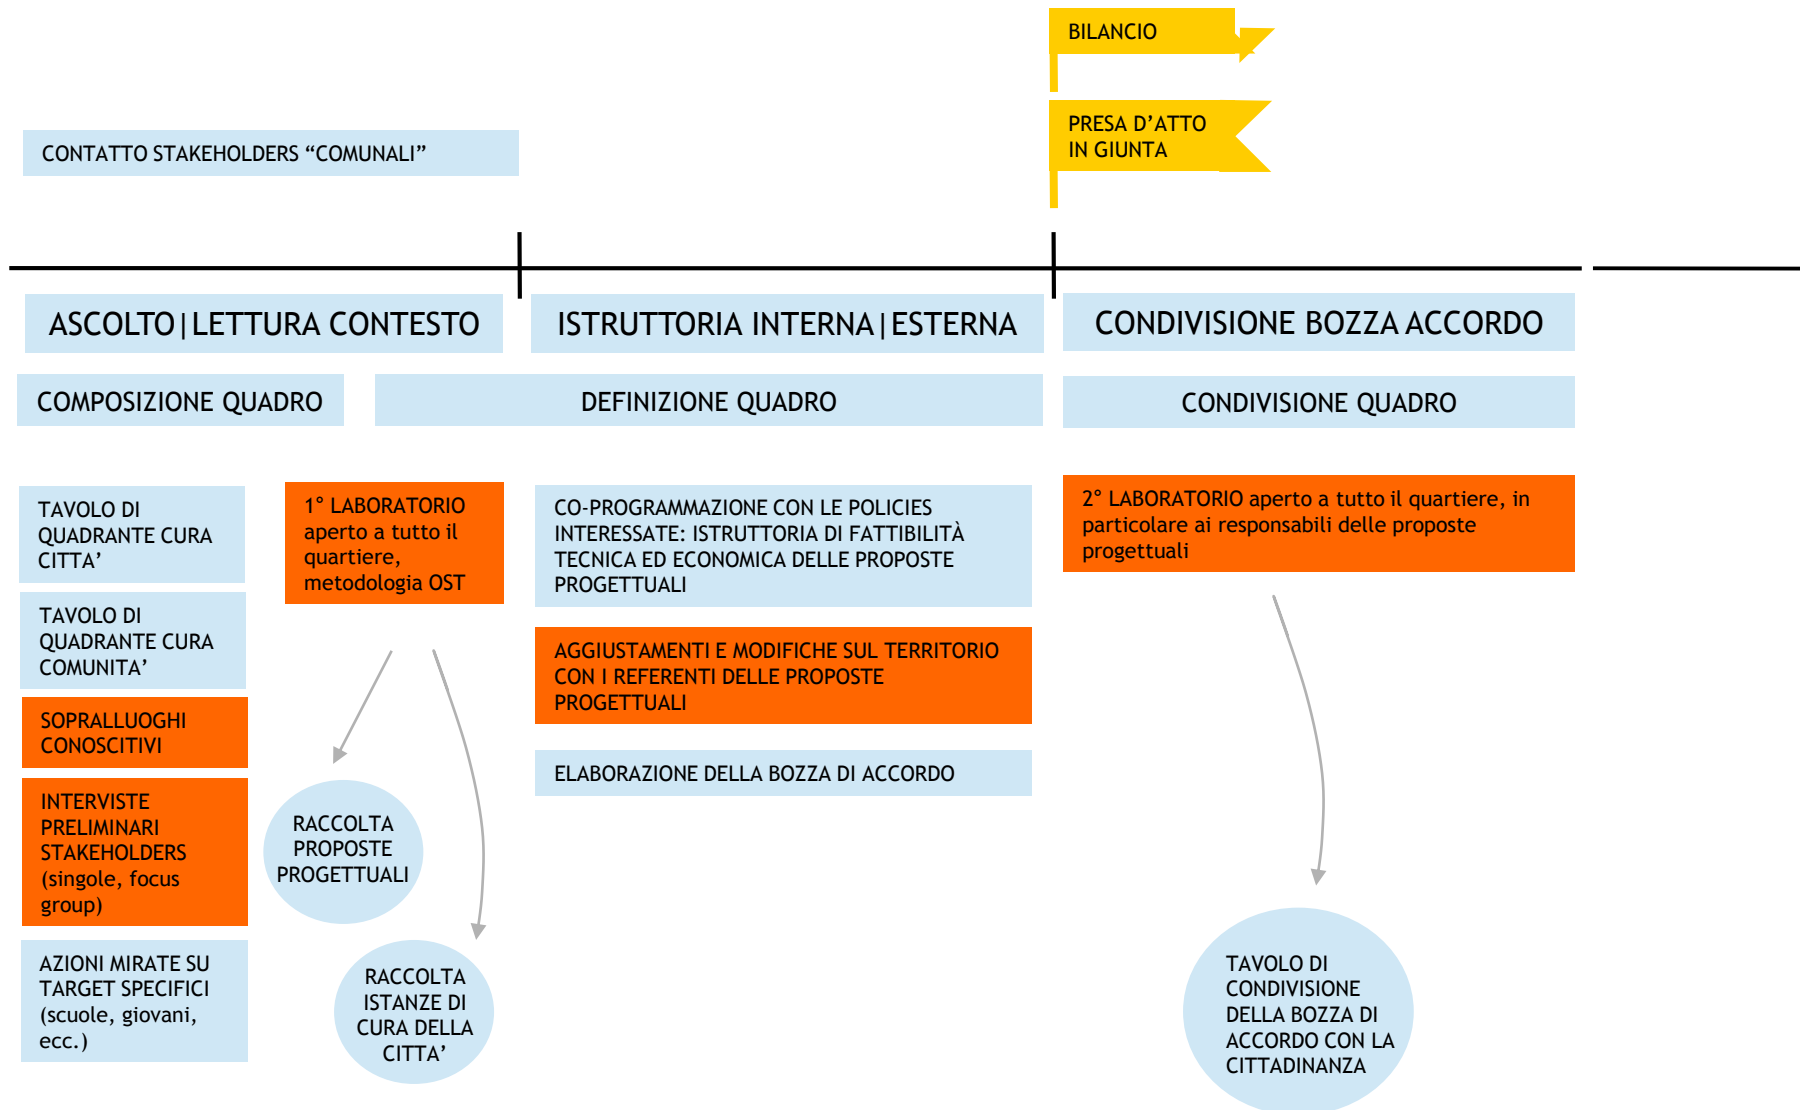 BILANCIO
PRESA D’ATTO
IN GIUNTA
CONTATTO STAKEHOLDERS “COMUNALI”
ASCOLTO|LETTURA CONTESTO
ISTRUTTORIA INTERNA|ESTERNA
CONDIVISIONE BOZZA ACCORDO
COMPOSIZIONE QUADRO
DEFINIZIONE QUADRO
CONDIVISIONE QUADRO
TAVOLO DI
QUADRANTE CURA
CITTA’
TAVOLO DI
QUADRANTE CURA
COMUNITA’
SOPRALLUOGHI
CONOSCITIVI
INTERVISTE
PRELIMINARI
STAKEHOLDERS
(singole, focus
group)
AZIONI MIRATE SU
TARGET SPECIFICI
(scuole, giovani,
ecc.)
1° LABORATORIO
aperto a tutto il
quartiere,
metodologia OST
RACCOLTA
PROPOSTE
PROGETTUALI
RACCOLTA
ISTANZE DI
CURA DELLA
CITTA’
CO-PROGRAMMAZIONE CON LE POLICIES
INTERESSATE: ISTRUTTORIA DI FATTIBILITÀ
TECNICA ED ECONOMICA DELLE PROPOSTE
PROGETTUALI
AGGIUSTAMENTI E MODIFICHE SUL TERRITORIO
CON I REFERENTI DELLE PROPOSTE
PROGETTUALI
ELABORAZIONE DELLA BOZZA DI ACCORDO
2° LABORATORIO aperto a tutto il quartiere, in
particolare ai responsabili delle proposte
progettuali
TAVOLO DI
CONDIVISIONE
DELLA BOZZA DI
ACCORDO CON LA
CITTADINANZA